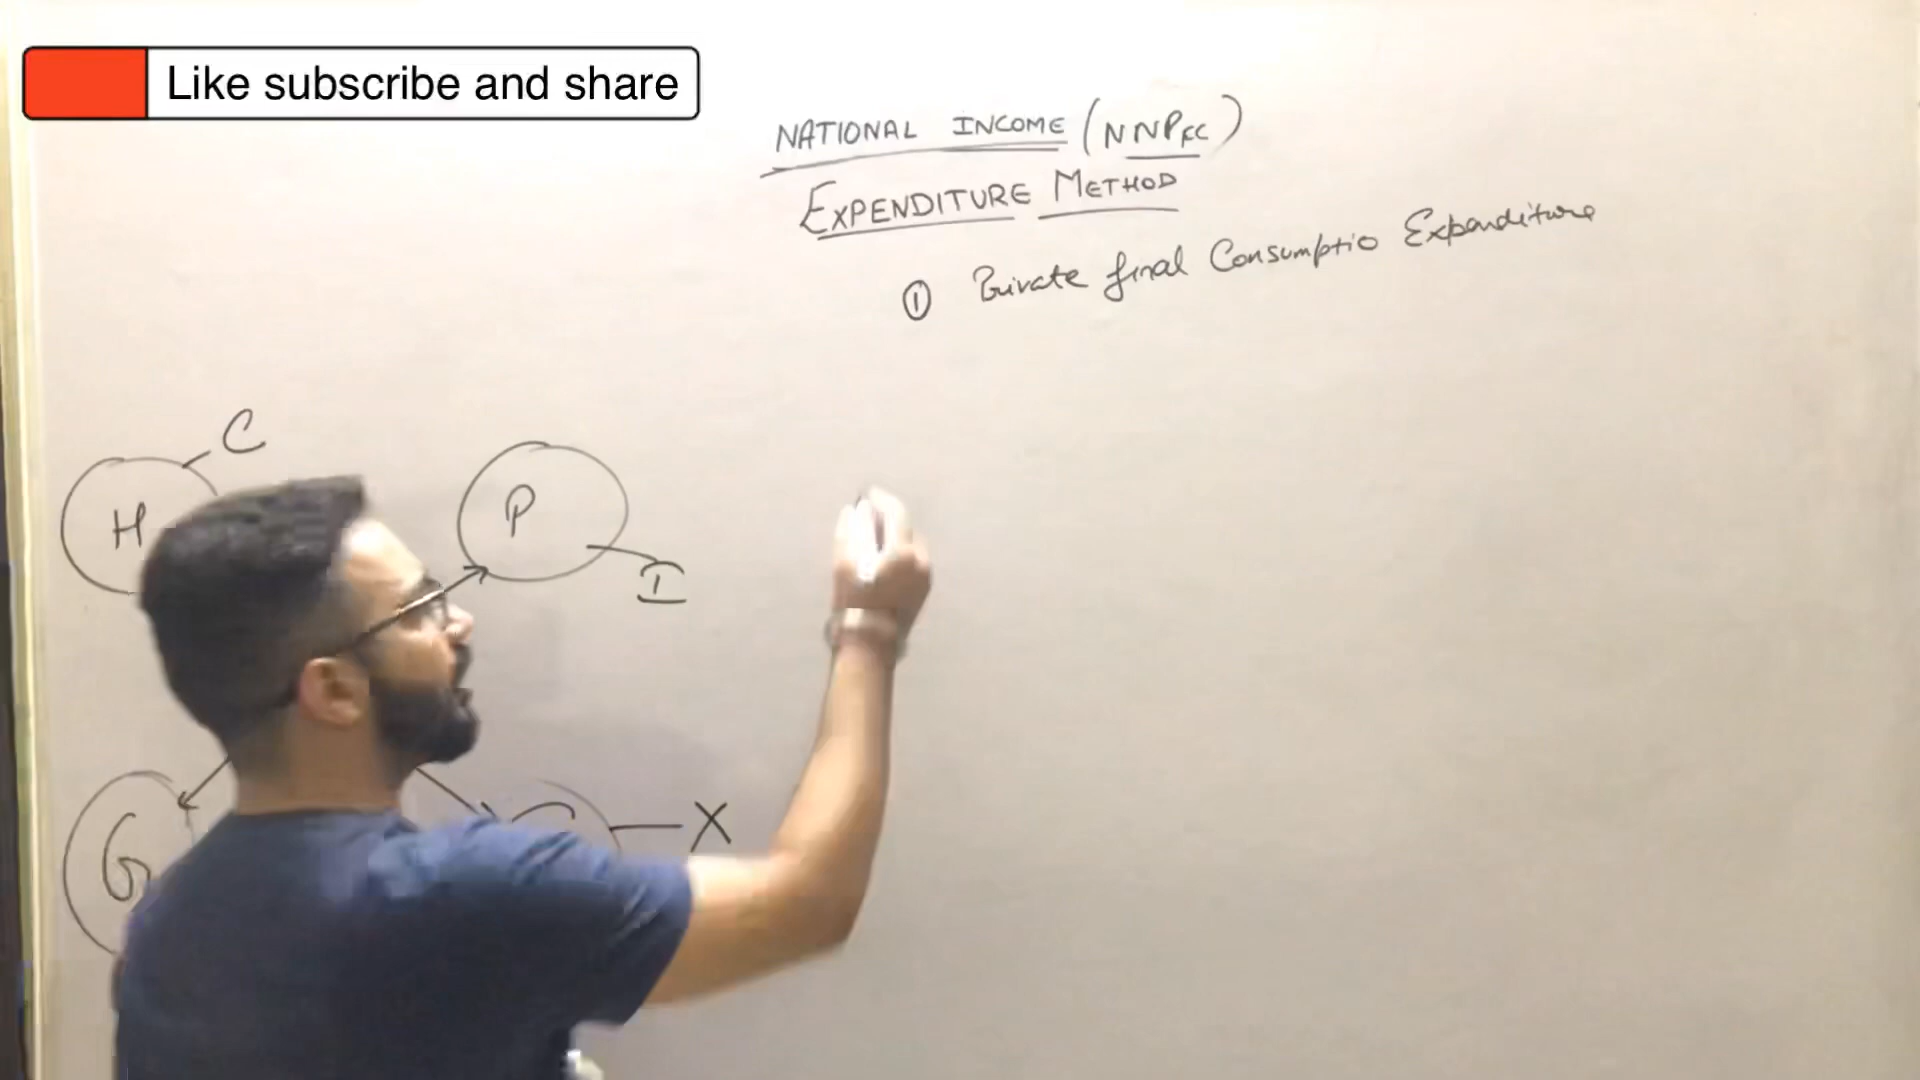 Like subscribe and share
NATIONAL INCOME (NNPFC)
EXPENDITURE METHOD
① Private final Consumptio Expenditure
C
H
P
I
G
X